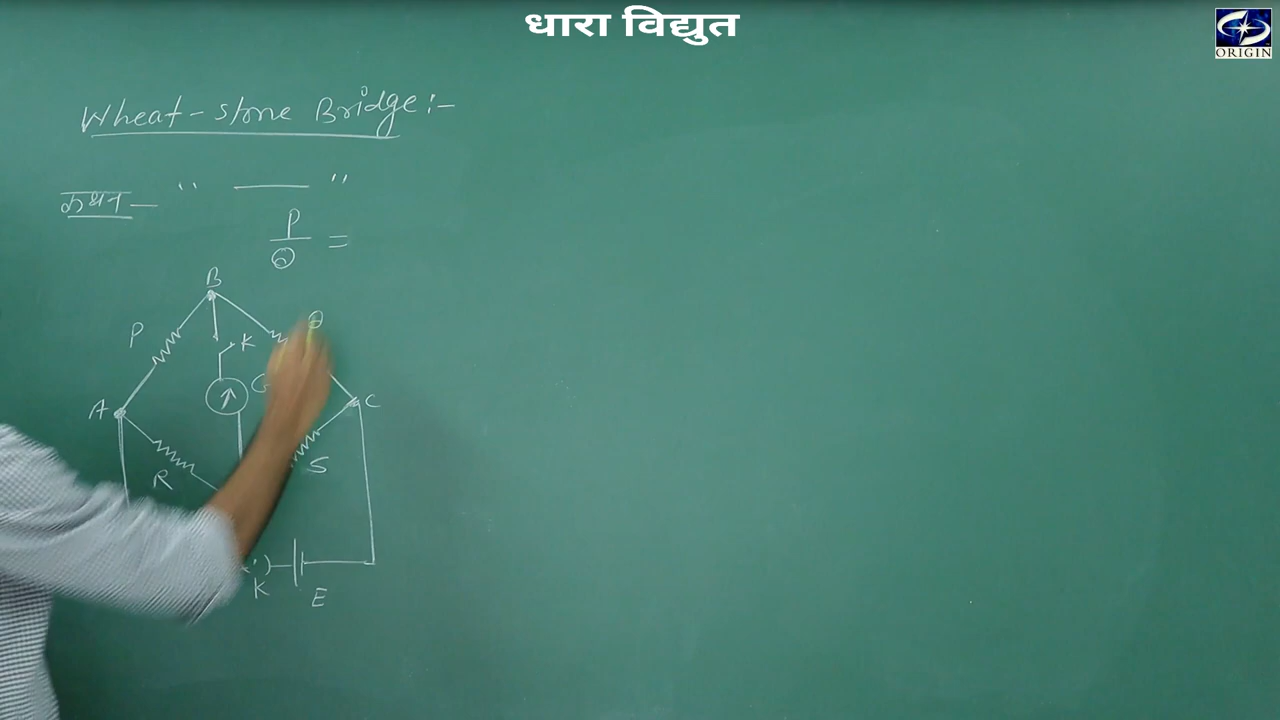 धारा विद्युत
ORIGIN
Wheat-stone Bridge:-
कथन — " —— "
P/Q =
B
P
Q
K
G
A
C
R
S
K
E